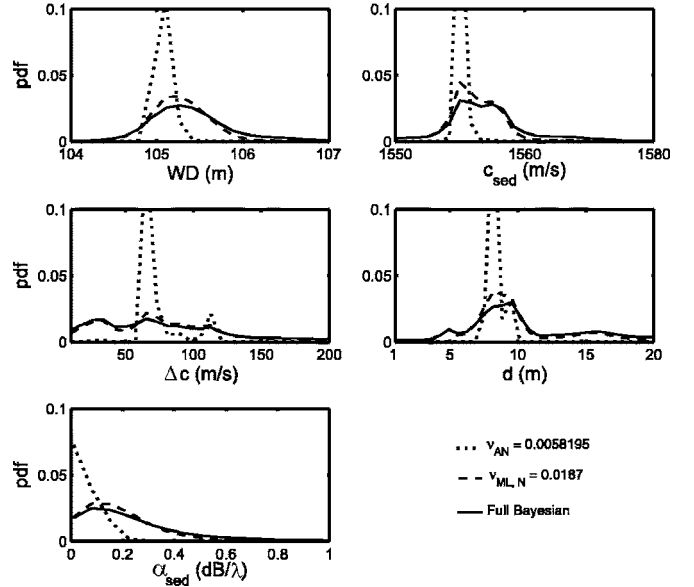 0.1 0.1
pdf 0.05 0.05
0 0
104 105 106 107 1550 1560 1580
WD (m) c_sed (m/s)
0.1 0.1
pdf 0.05 0.05
0 0
50 100 150 200 1 5 10 15 20
Δc (m/s) d (m)
0.1
pdf 0.05
0
0 0.2 0.4 0.6 0.8 1
α_sed (dB/λ)
ν_AN = 0.0058195
ν_ML, N = 0.0187
Full Bayesian